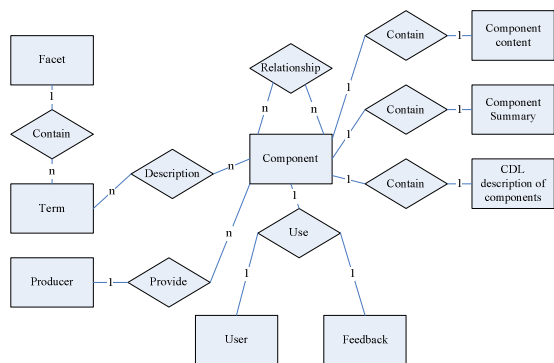 Facet
1
Contain
n
Term
n
Description
n
Relationship
n
n
Component
1
Contain
1
Component
content
1
Contain
1
Component
Summary
1
Contain
1
CDL
description of
components
Producer
1
Provide
n
1
Use
1
1
User
Feedback